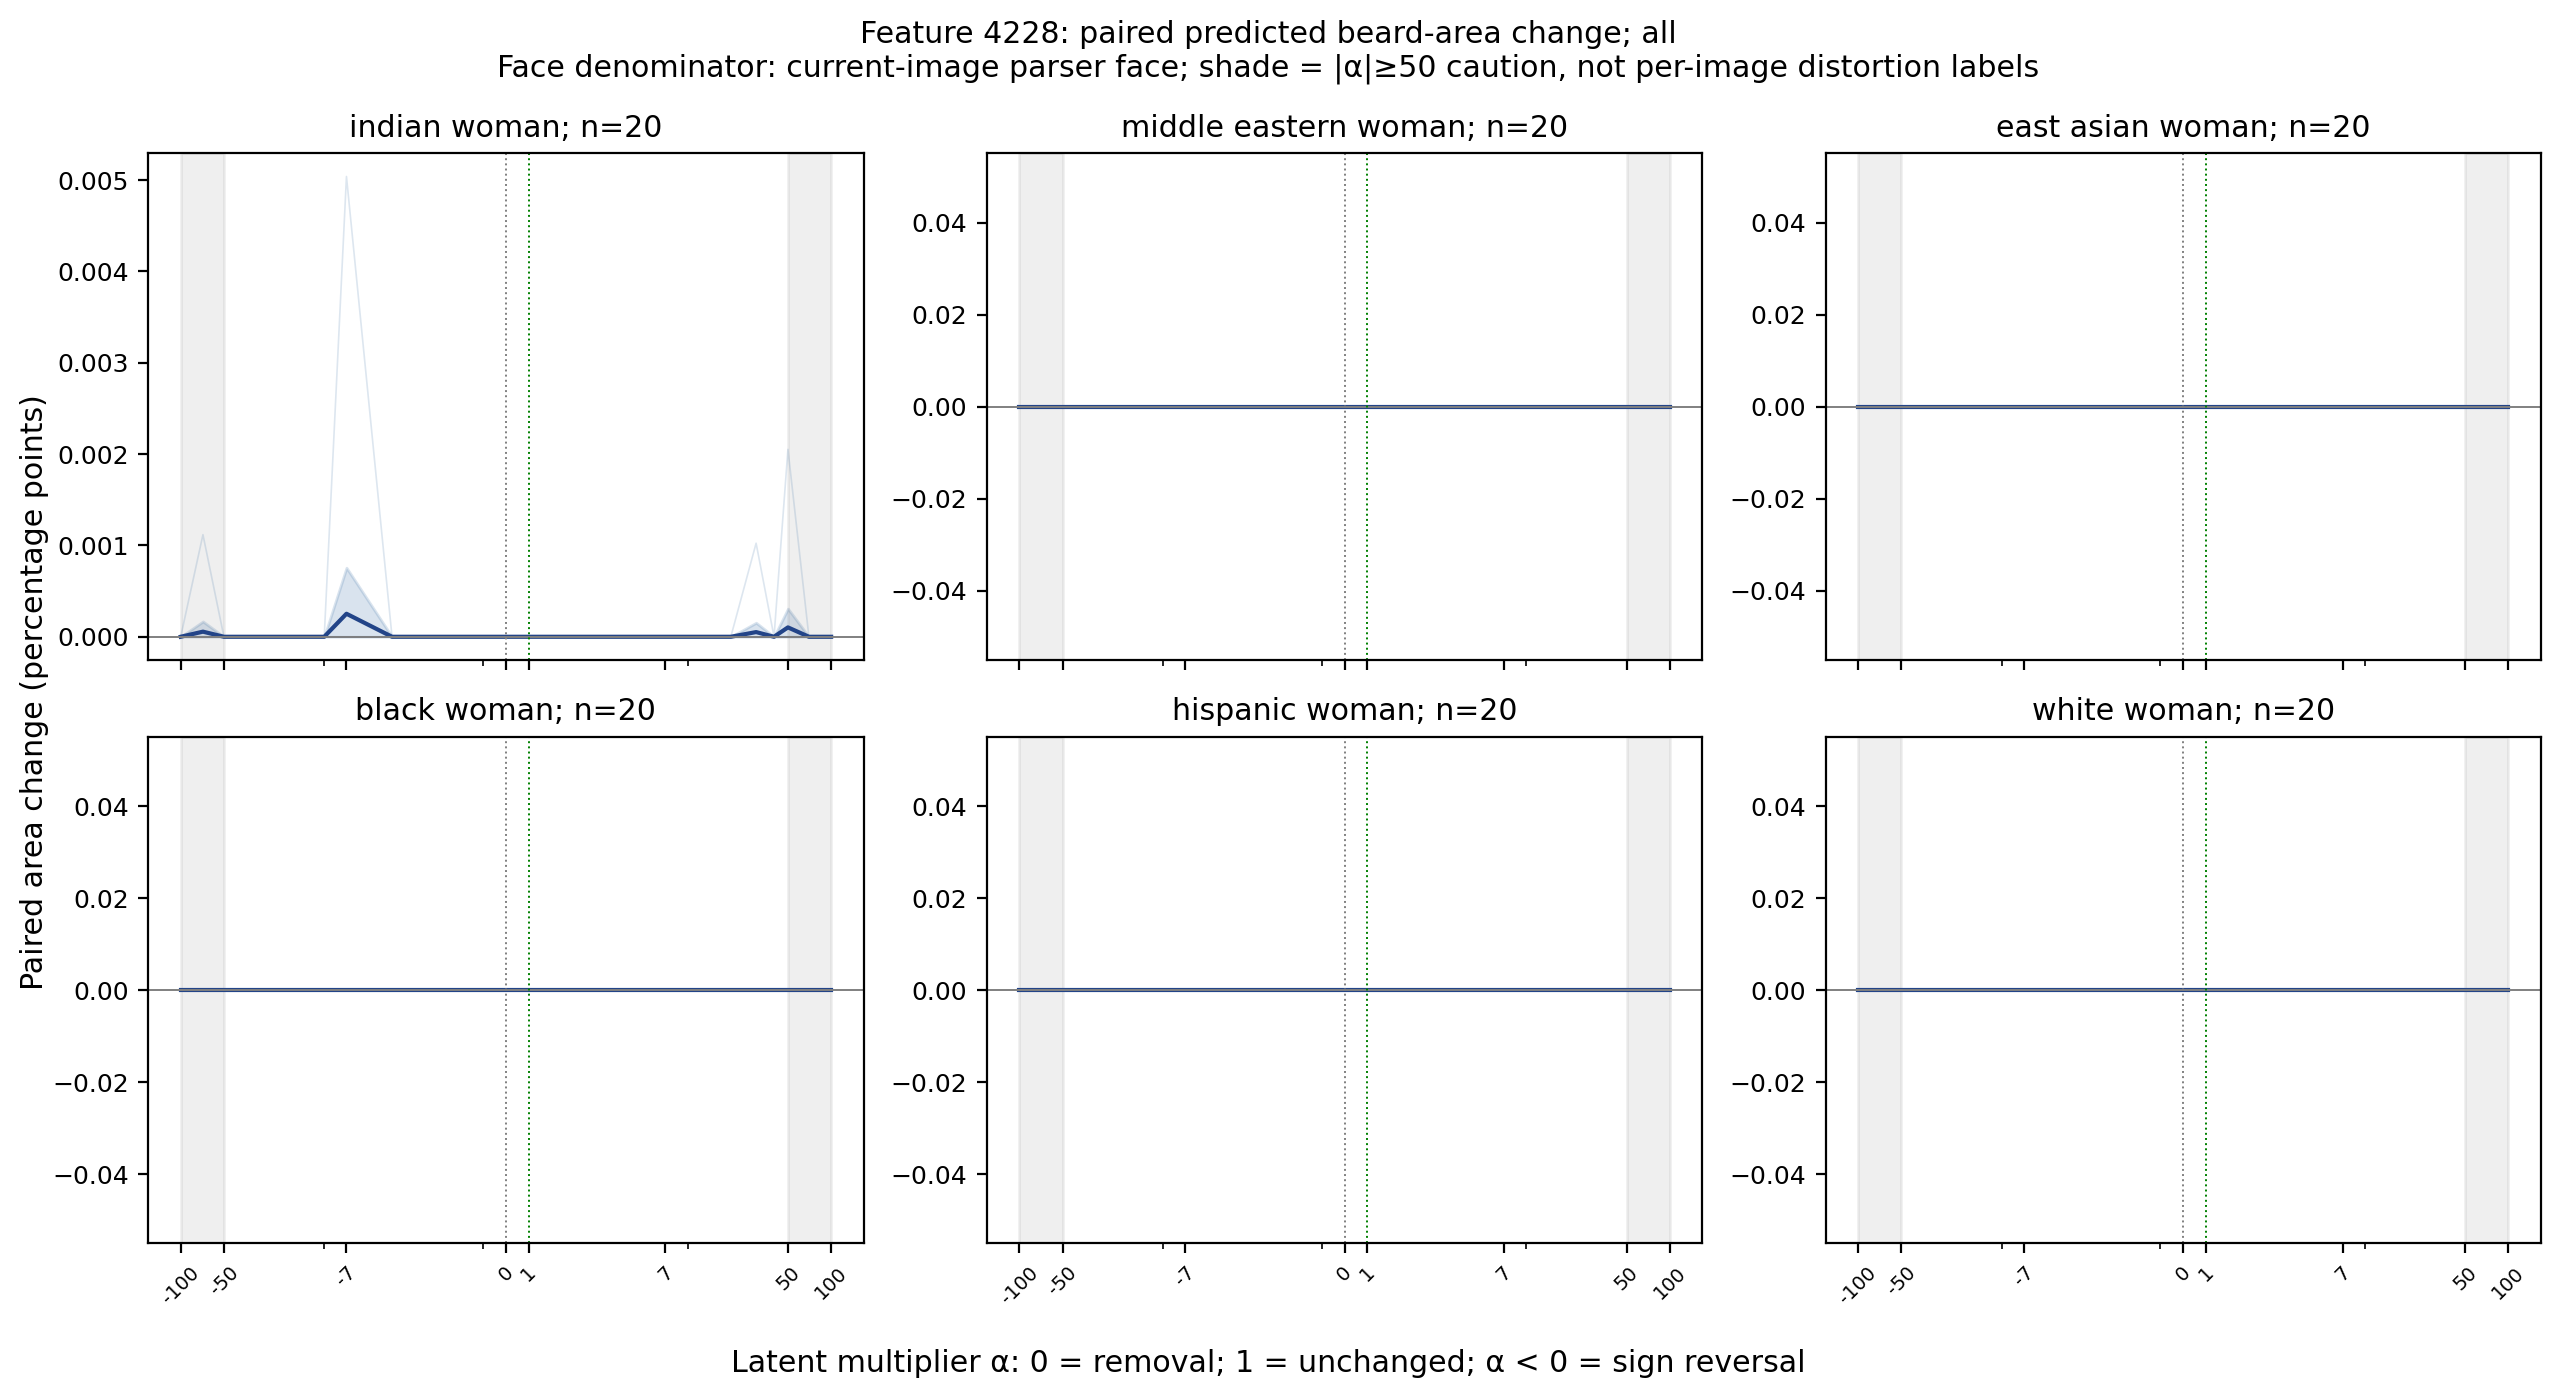 Feature 4228: paired predicted beard-area change; all
Face denominator: current-image parser face; shade = |α|≥50 caution, not per-image distortion labels
Paired area change (percentage points)
indian woman; n=20
0.005
0.004
0.003
0.002
0.001
0.000
middle eastern woman; n=20
0.04
0.02
0.00
−0.02
−0.04
east asian woman; n=20
0.04
0.02
0.00
−0.02
−0.04
black woman; n=20
0.04
0.02
0.00
−0.02
−0.04
-100 -50 -7 0 1 7 50 100
hispanic woman; n=20
0.04
0.02
0.00
−0.02
−0.04
-100 -50 -7 0 1 7 50 100
white woman; n=20
0.04
0.02
0.00
−0.02
−0.04
-100 -50 -7 0 1 7 50 100
Latent multiplier α: 0 = removal; 1 = unchanged; α < 0 = sign reversal